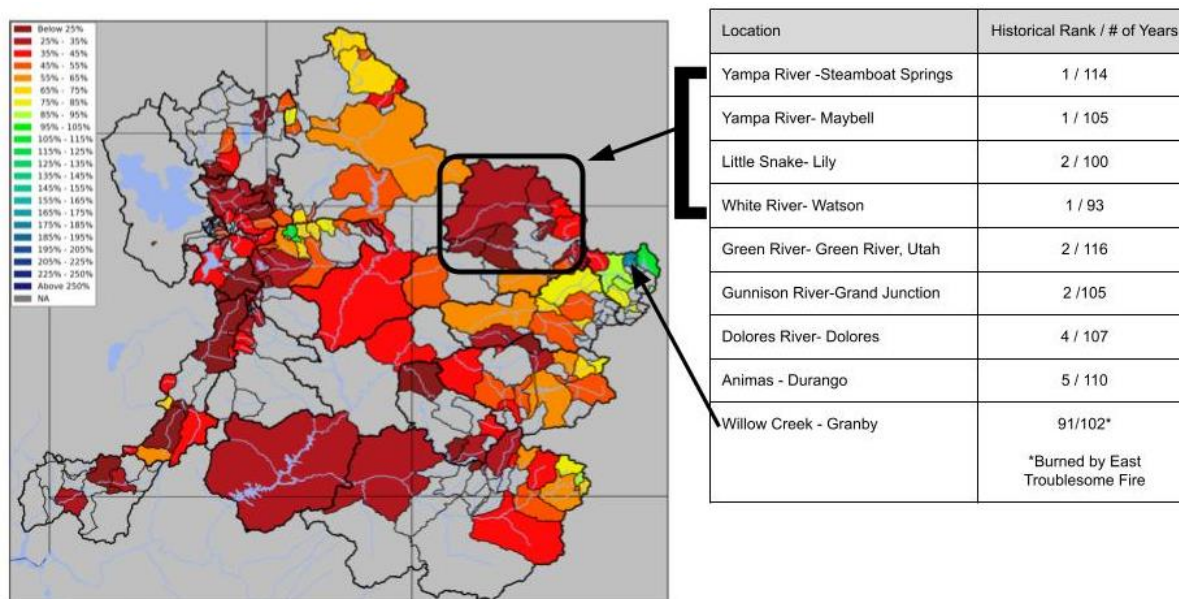 Below 25%
25% - 35%
35% - 45%
45% - 55%
55% - 65%
65% - 75%
75% - 85%
85% - 95%
95% - 105%
105% - 115%
115% - 125%
125% - 135%
135% - 145%
145% - 155%
155% - 165%
165% - 175%
175% - 185%
185% - 195%
195% - 205%
205% - 225%
225% - 250%
Above 250%
NA
Location Historical Rank / # of Years
Yampa River -Steamboat Springs 1 / 114
Yampa River- Maybell 1 / 105
Little Snake- Lily 2 / 100
White River- Watson 1 / 93
Green River- Green River, Utah 2 / 116
Gunnison River-Grand Junction 2 /105
Dolores River- Dolores 4 / 107
Animas - Durango 5 / 110
Willow Creek - Granby 91/102*
*Burned by East
Troublesome Fire